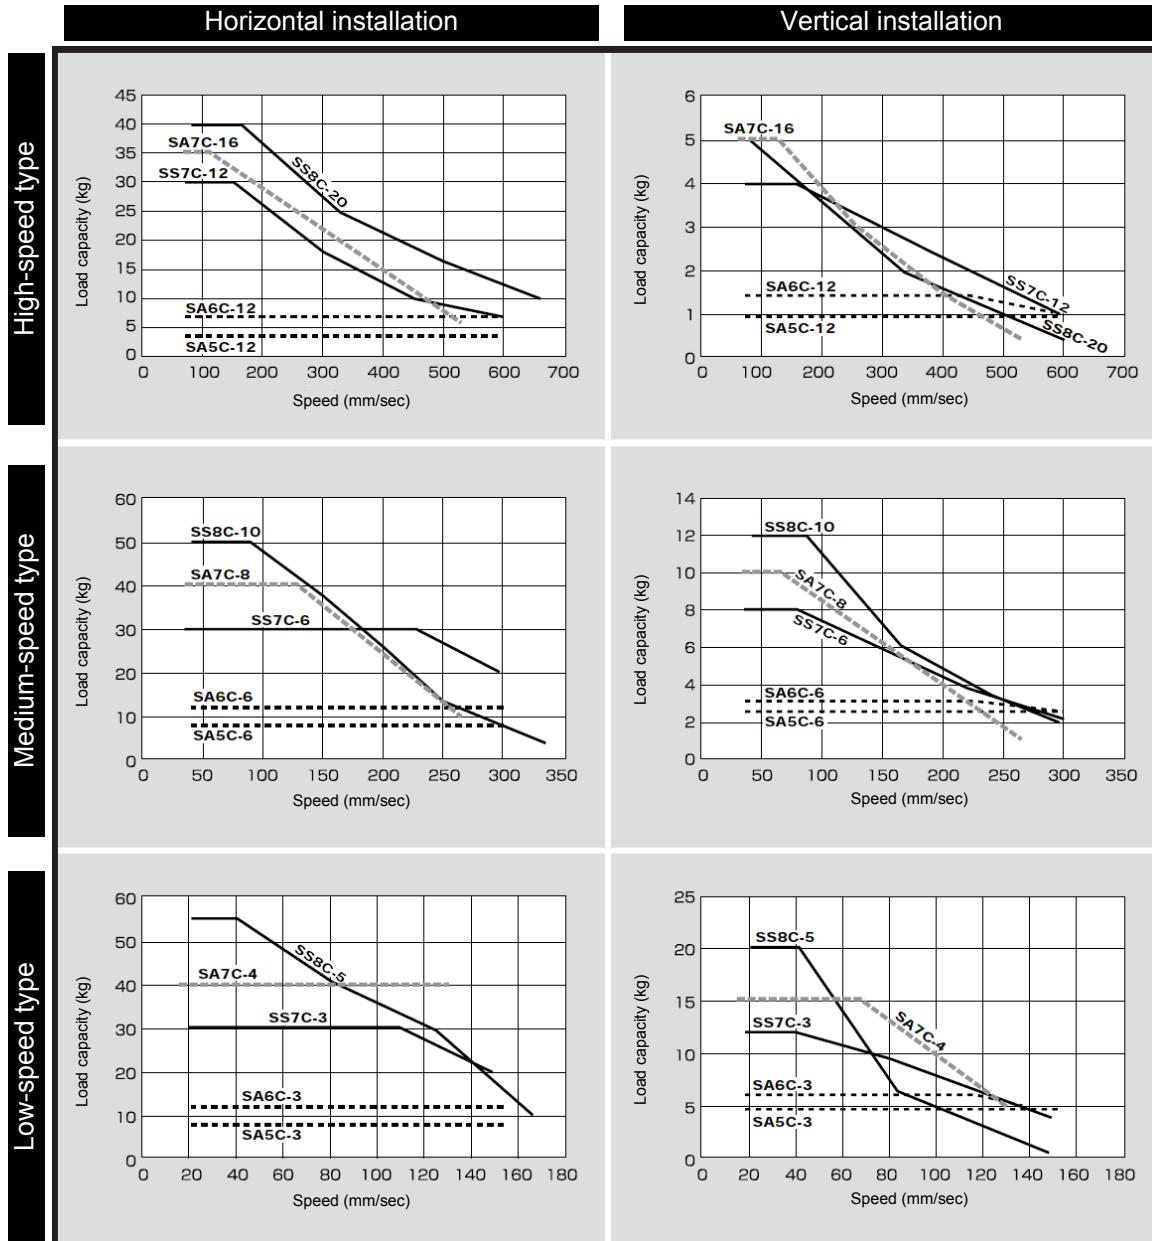 Horizontal installation
Vertical installation
High-speed type
Load capacity (kg)
45
40
35
30
25
20
15
10
5
0
SA7C-16
SS7C-12
SS8C-20
SA6C-12
SA5C-12
0 100 200 300 400 500 600 700
Speed (mm/sec)
Load capacity (kg)
6
5
4
3
2
1
0
SA7C-16
SA6C-12
SA5C-12
SS7C-12
SS8C-20
0 100 200 300 400 500 600 700
Speed (mm/sec)
Medium-speed type
Load capacity (kg)
60
50
40
30
20
10
0
SS8C-10
SA7C-8
SS7C-6
SA6C-6
SA5C-6
0 50 100 150 200 250 300 350
Speed (mm/sec)
Load capacity (kg)
14
12
10
8
6
4
2
0
SS8C-10
SA7C-8
SS7C-6
SA6C-6
SA5C-6
0 50 100 150 200 250 300 350
Speed (mm/sec)
Low-speed type
Load capacity (kg)
60
50
40
30
20
10
0
SS8C-5
SA7C-4
SS7C-3
SA6C-3
SA5C-3
0 20 40 60 80 100 120 140 160 180
Speed (mm/sec)
Load capacity (kg)
25
20
15
10
5
0
SS8C-5
SS7C-3
SA7C-4
SA6C-3
SA5C-3
0 20 40 60 80 100 120 140 160 180
Speed (mm/sec)